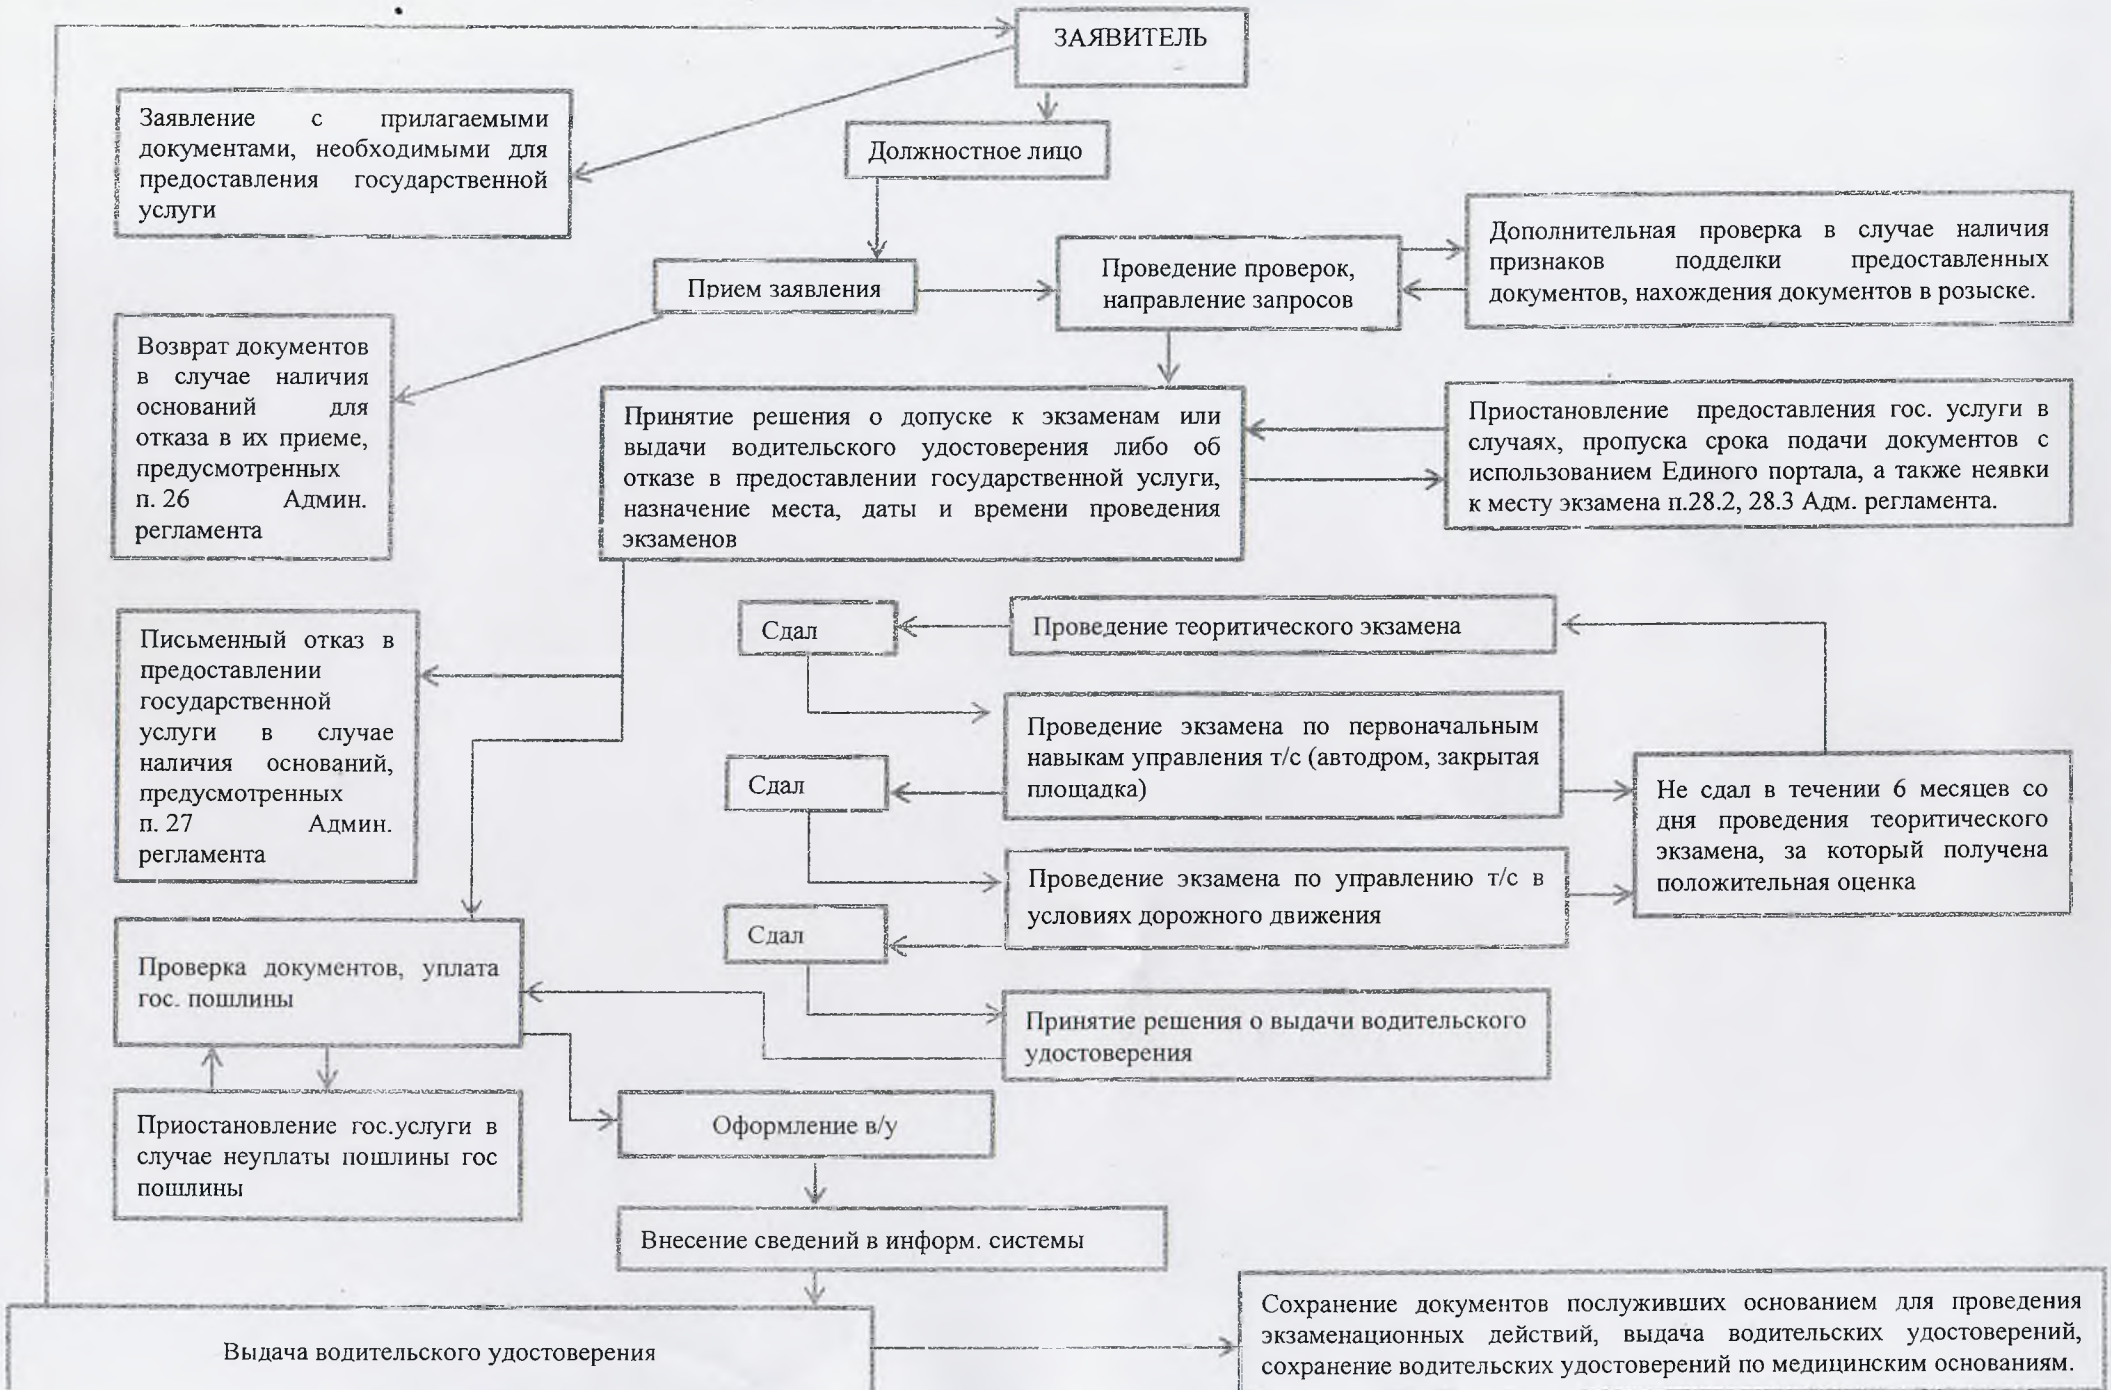 ЗАЯВИТЕЛЬ
Заявление с прилагаемыми
документами, необходимыми для
предоставления государственной
услуги
Должностное лицо
Прием заявления
Проведение проверок,
направление запросов
Дополнительная проверка в случае наличия
признаков подделки предоставленных
документов, нахождения документов в розыске.
Возврат документов
в случае наличия
оснований для
отказа в их приеме,
предусмотренных
п. 26 Админ.
регламента
Принятие решения о допуске к экзаменам или
выдачи водительского удостоверения либо об
отказе в предоставлении государственной услуги,
назначение места, даты и времени проведения
экзаменов
Приостановление предоставления гос. услуги в
случаях, пропуска срока подачи документов с
использованием Единого портала, а также неявки
к месту экзамена п.28.2, 28.3 Адм. регламента.
Письменный отказ в
предоставлении
государственной
услуги в случае
наличия оснований,
предусмотренных
п. 27 Админ.
регламента
Сдал
Проведение теоритического экзамена
Проведение экзамена по первоначальным
навыкам управления т/с (автодром, закрытая
площадка)
Сдал
Не сдал в течении 6 месяцев со
дня проведения теоритического
экзамена, за который получена
положительная оценка
Проведение экзамена по управлению т/с в
условиях дорожного движения
Сдал
Проверка документов, уплата
гос. пошлины
Принятие решения о выдачи водительского
удостоверения
Приостановление гос.услуги в
случае неуплаты пошлины гос
пошлины
Оформление в/у
Внесение сведений в информ. системы
Выдача водительского удостоверения
Сохранение документов послуживших основанием для проведения
экзаменационных действий, выдача водительских удостоверений,
сохранение водительских удостоверений по медицинским основаниям.